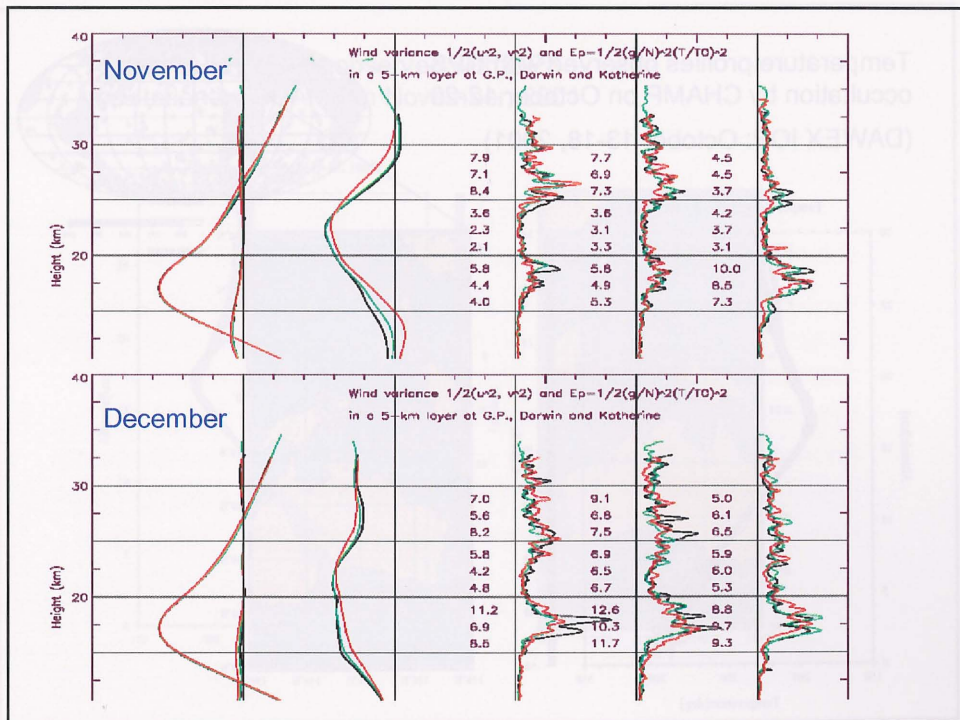 40
November
Wind variance 1/2(u^2, v^2) and Ep=1/2(g/N)^2(T/T0)^2
in a 5-km layer at G.P., Darwin and Katherine
30
7.9 7.7 4.5
7.1 6.9 4.5
8.4 7.3 3.7
3.6 3.6 4.2
2.3 3.1 3.7
2.1 3.3 3.1
20
5.8 5.8 10.0
4.4 4.9 8.5
4.0 5.3 7.3
Height (km)
40
December
Wind variance 1/2(u^2, v^2) and Ep=1/2(g/N)^2(T/T0)^2
in a 5-km layer at G.P., Darwin and Katherine
30
7.0 9.1 5.0
5.6 6.8 6.1
8.2 7.5 6.5
5.8 6.9 5.9
4.2 6.5 6.0
4.8 6.7 5.3
20
11.2 12.6 8.8
6.9 10.3 9.7
8.5 11.7 9.3
Height (km)